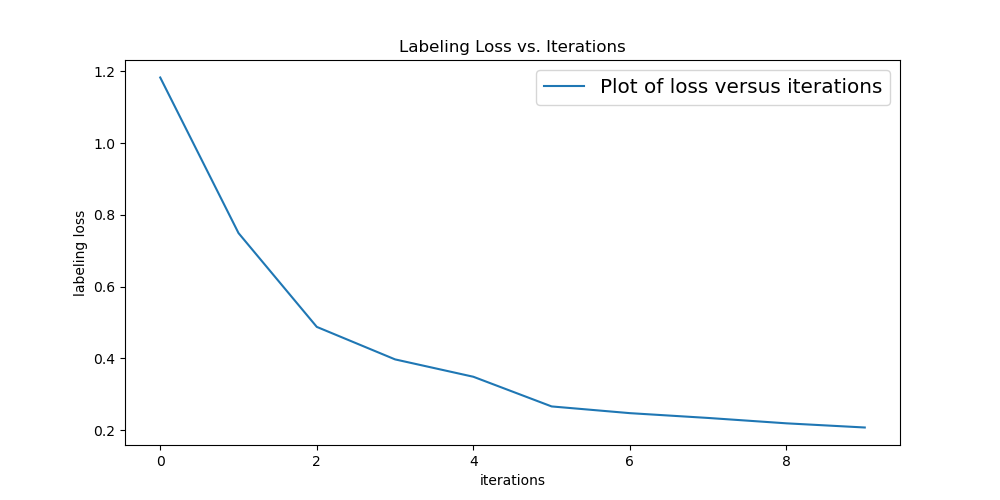 Labeling Loss vs. Iterations
Plot of loss versus iterations
labeling loss
1.2
1.0
0.8
0.6
0.4
0.2
0 2 4 6 8
iterations